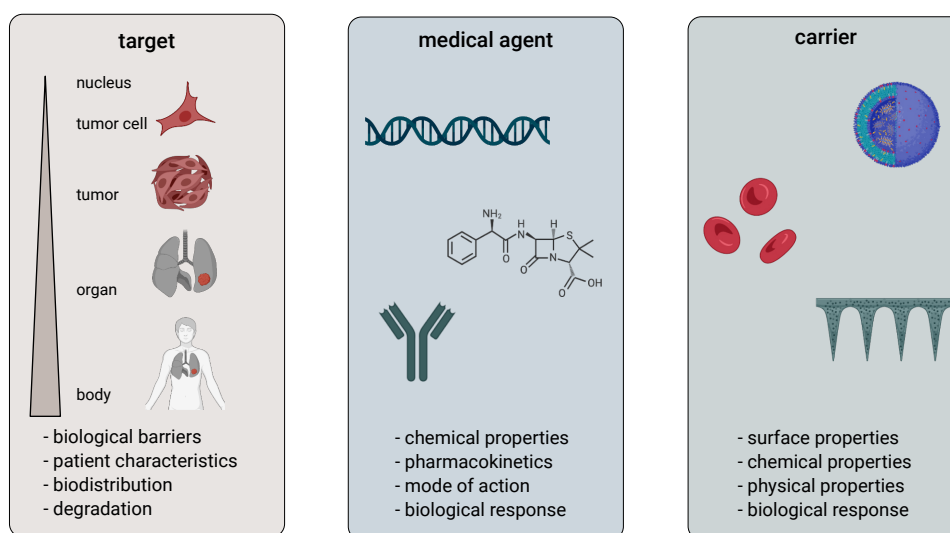 target
nucleus
tumor cell
tumor
organ
body
- biological barriers
- patient characteristics
- biodistribution
- degradation
medical agent
NH₂
H
N
H
S
O
O
N
O
OH
- chemical properties
- pharmacokinetics
- mode of action
- biological response
carrier
- surface properties
- chemical properties
- physical properties
- biological response